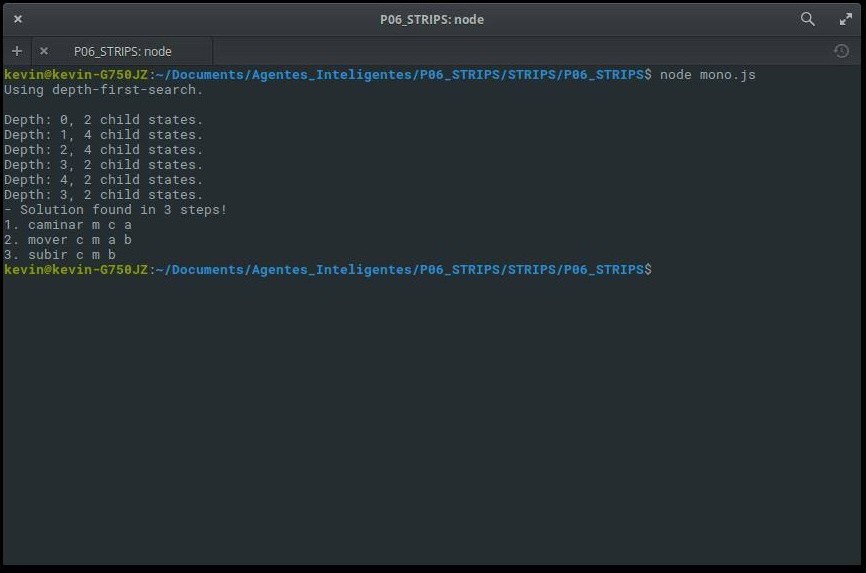 P06_STRIPS: node
P06_STRIPS: node
kevin@kevin-G750JZ:~/Documents/Agentes_Inteligentes/P06_STRIPS/STRIPS/P06_STRIPS$ node mono.js
Using depth-first-search.
Depth: 0, 2 child states.
Depth: 1, 4 child states.
Depth: 2, 4 child states.
Depth: 3, 2 child states.
Depth: 4, 2 child states.
Depth: 3, 2 child states.
- Solution found in 3 steps!
1. caminar m c a
2. mover c m a b
3. subir c m b
kevin@kevin-G750JZ:~/Documents/Agentes_Inteligentes/P06_STRIPS/STRIPS/P06_STRIPS$